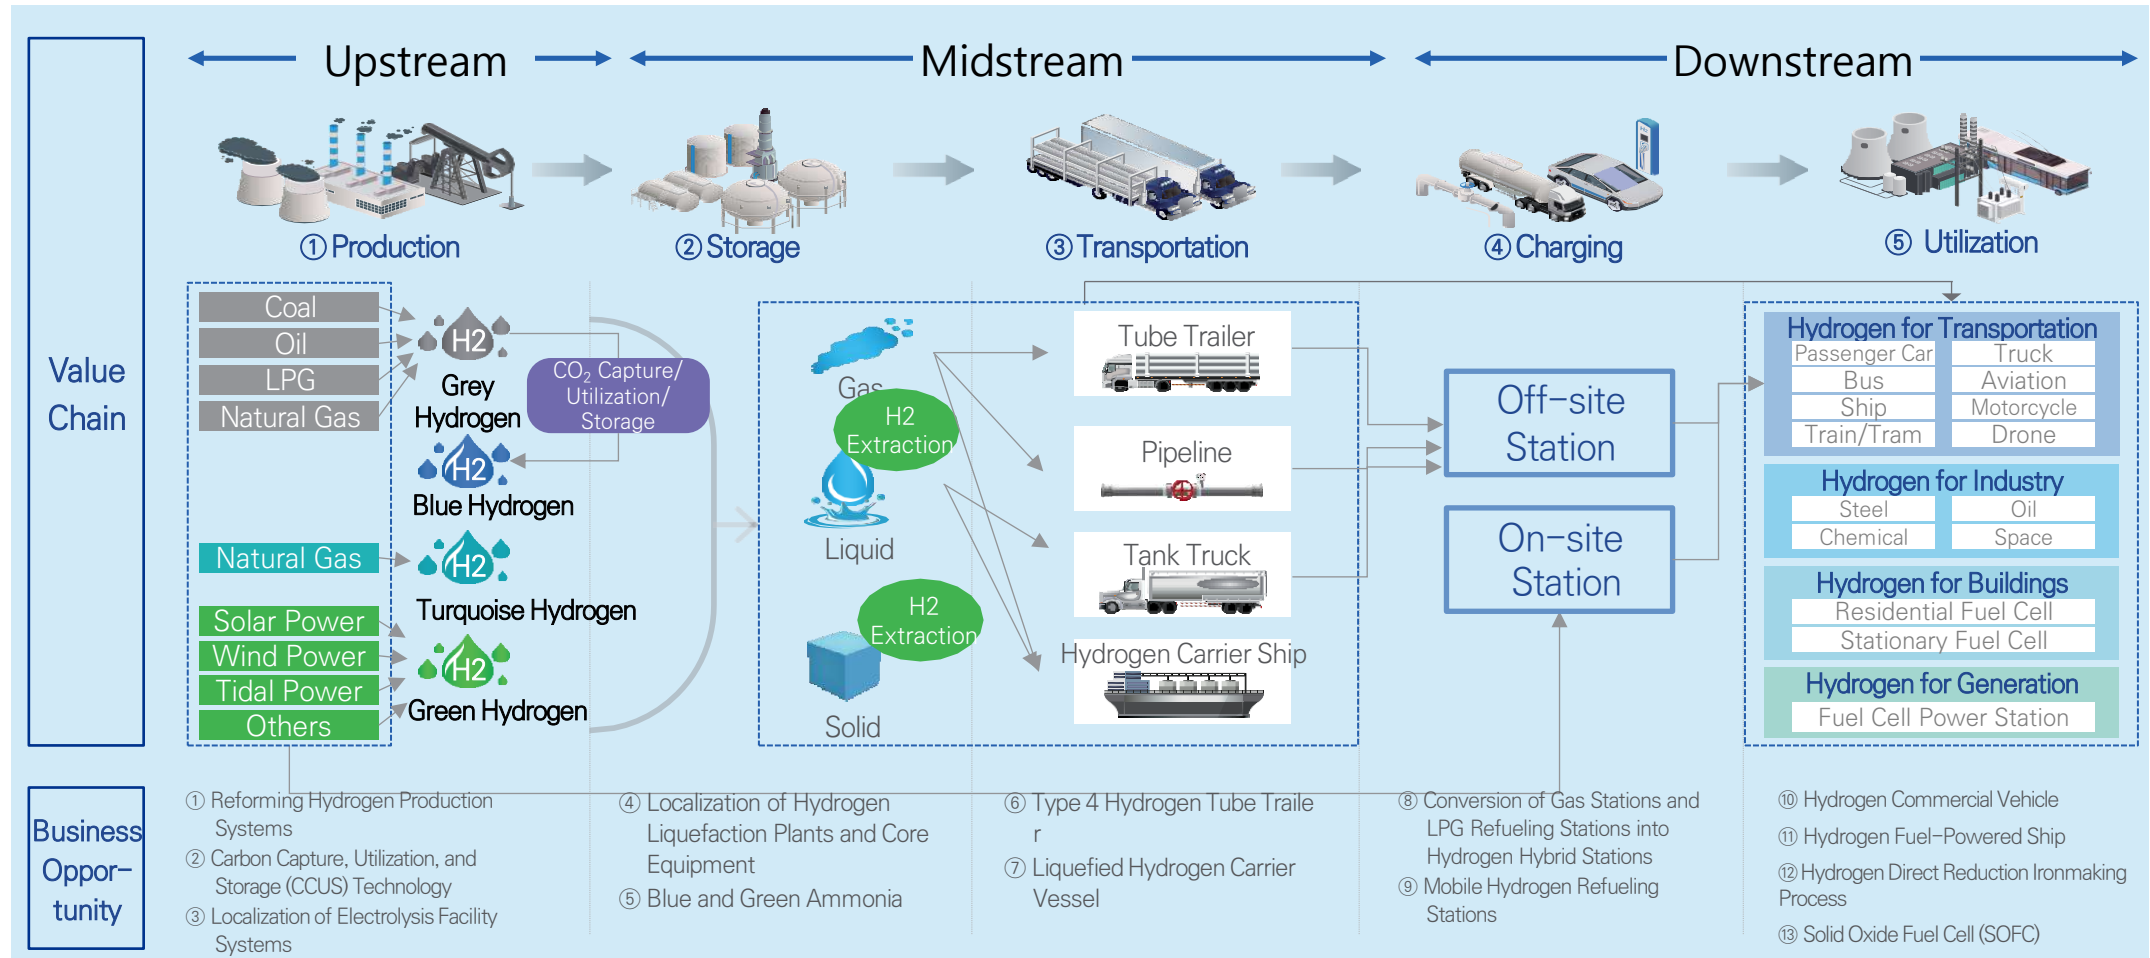 Upstream
Midstream
Downstream
① Production
② Storage
③ Transportation
④ Charging
⑤ Utilization
Value
Chain
Coal
Oil
LPG
Natural Gas
H2
Grey
Hydrogen
CO₂ Capture/
Utilization/
Storage
H2
Blue Hydrogen
Natural Gas
H2
Turquoise Hydrogen
Solar Power
Wind Power
Tidal Power
Others
H2
Green Hydrogen
Gas
H2
Extraction
Liquid
H2
Extraction
Solid
Tube Trailer
Pipeline
Tank Truck
Hydrogen Carrier Ship
Off-site
Station
On-site
Station
Hydrogen for Transportation
Passenger Car
Truck
Bus
Aviation
Ship
Motorcycle
Train/Tram
Drone
Hydrogen for Industry
Steel
Oil
Chemical
Space
Hydrogen for Buildings
Residential Fuel Cell
Stationary Fuel Cell
Hydrogen for Generation
Fuel Cell Power Station
Business
Oppor-
tunity
① Reforming Hydrogen Production
Systems
② Carbon Capture, Utilization, and
Storage (CCUS) Technology
③ Localization of Electrolysis Facility
Systems
④ Localization of Hydrogen
Liquefaction Plants and Core
Equipment
⑤ Blue and Green Ammonia
⑥ Type 4 Hydrogen Tube Traile
r
⑦ Liquefied Hydrogen Carrier
Vessel
⑧ Conversion of Gas Stations and
LPG Refueling Stations into
Hydrogen Hybrid Stations
⑨ Mobile Hydrogen Refueling
Stations
⑩ Hydrogen Commercial Vehicle
⑪ Hydrogen Fuel-Powered Ship
⑫ Hydrogen Direct Reduction Ironmaking
Process
⑬ Solid Oxide Fuel Cell (SOFC)